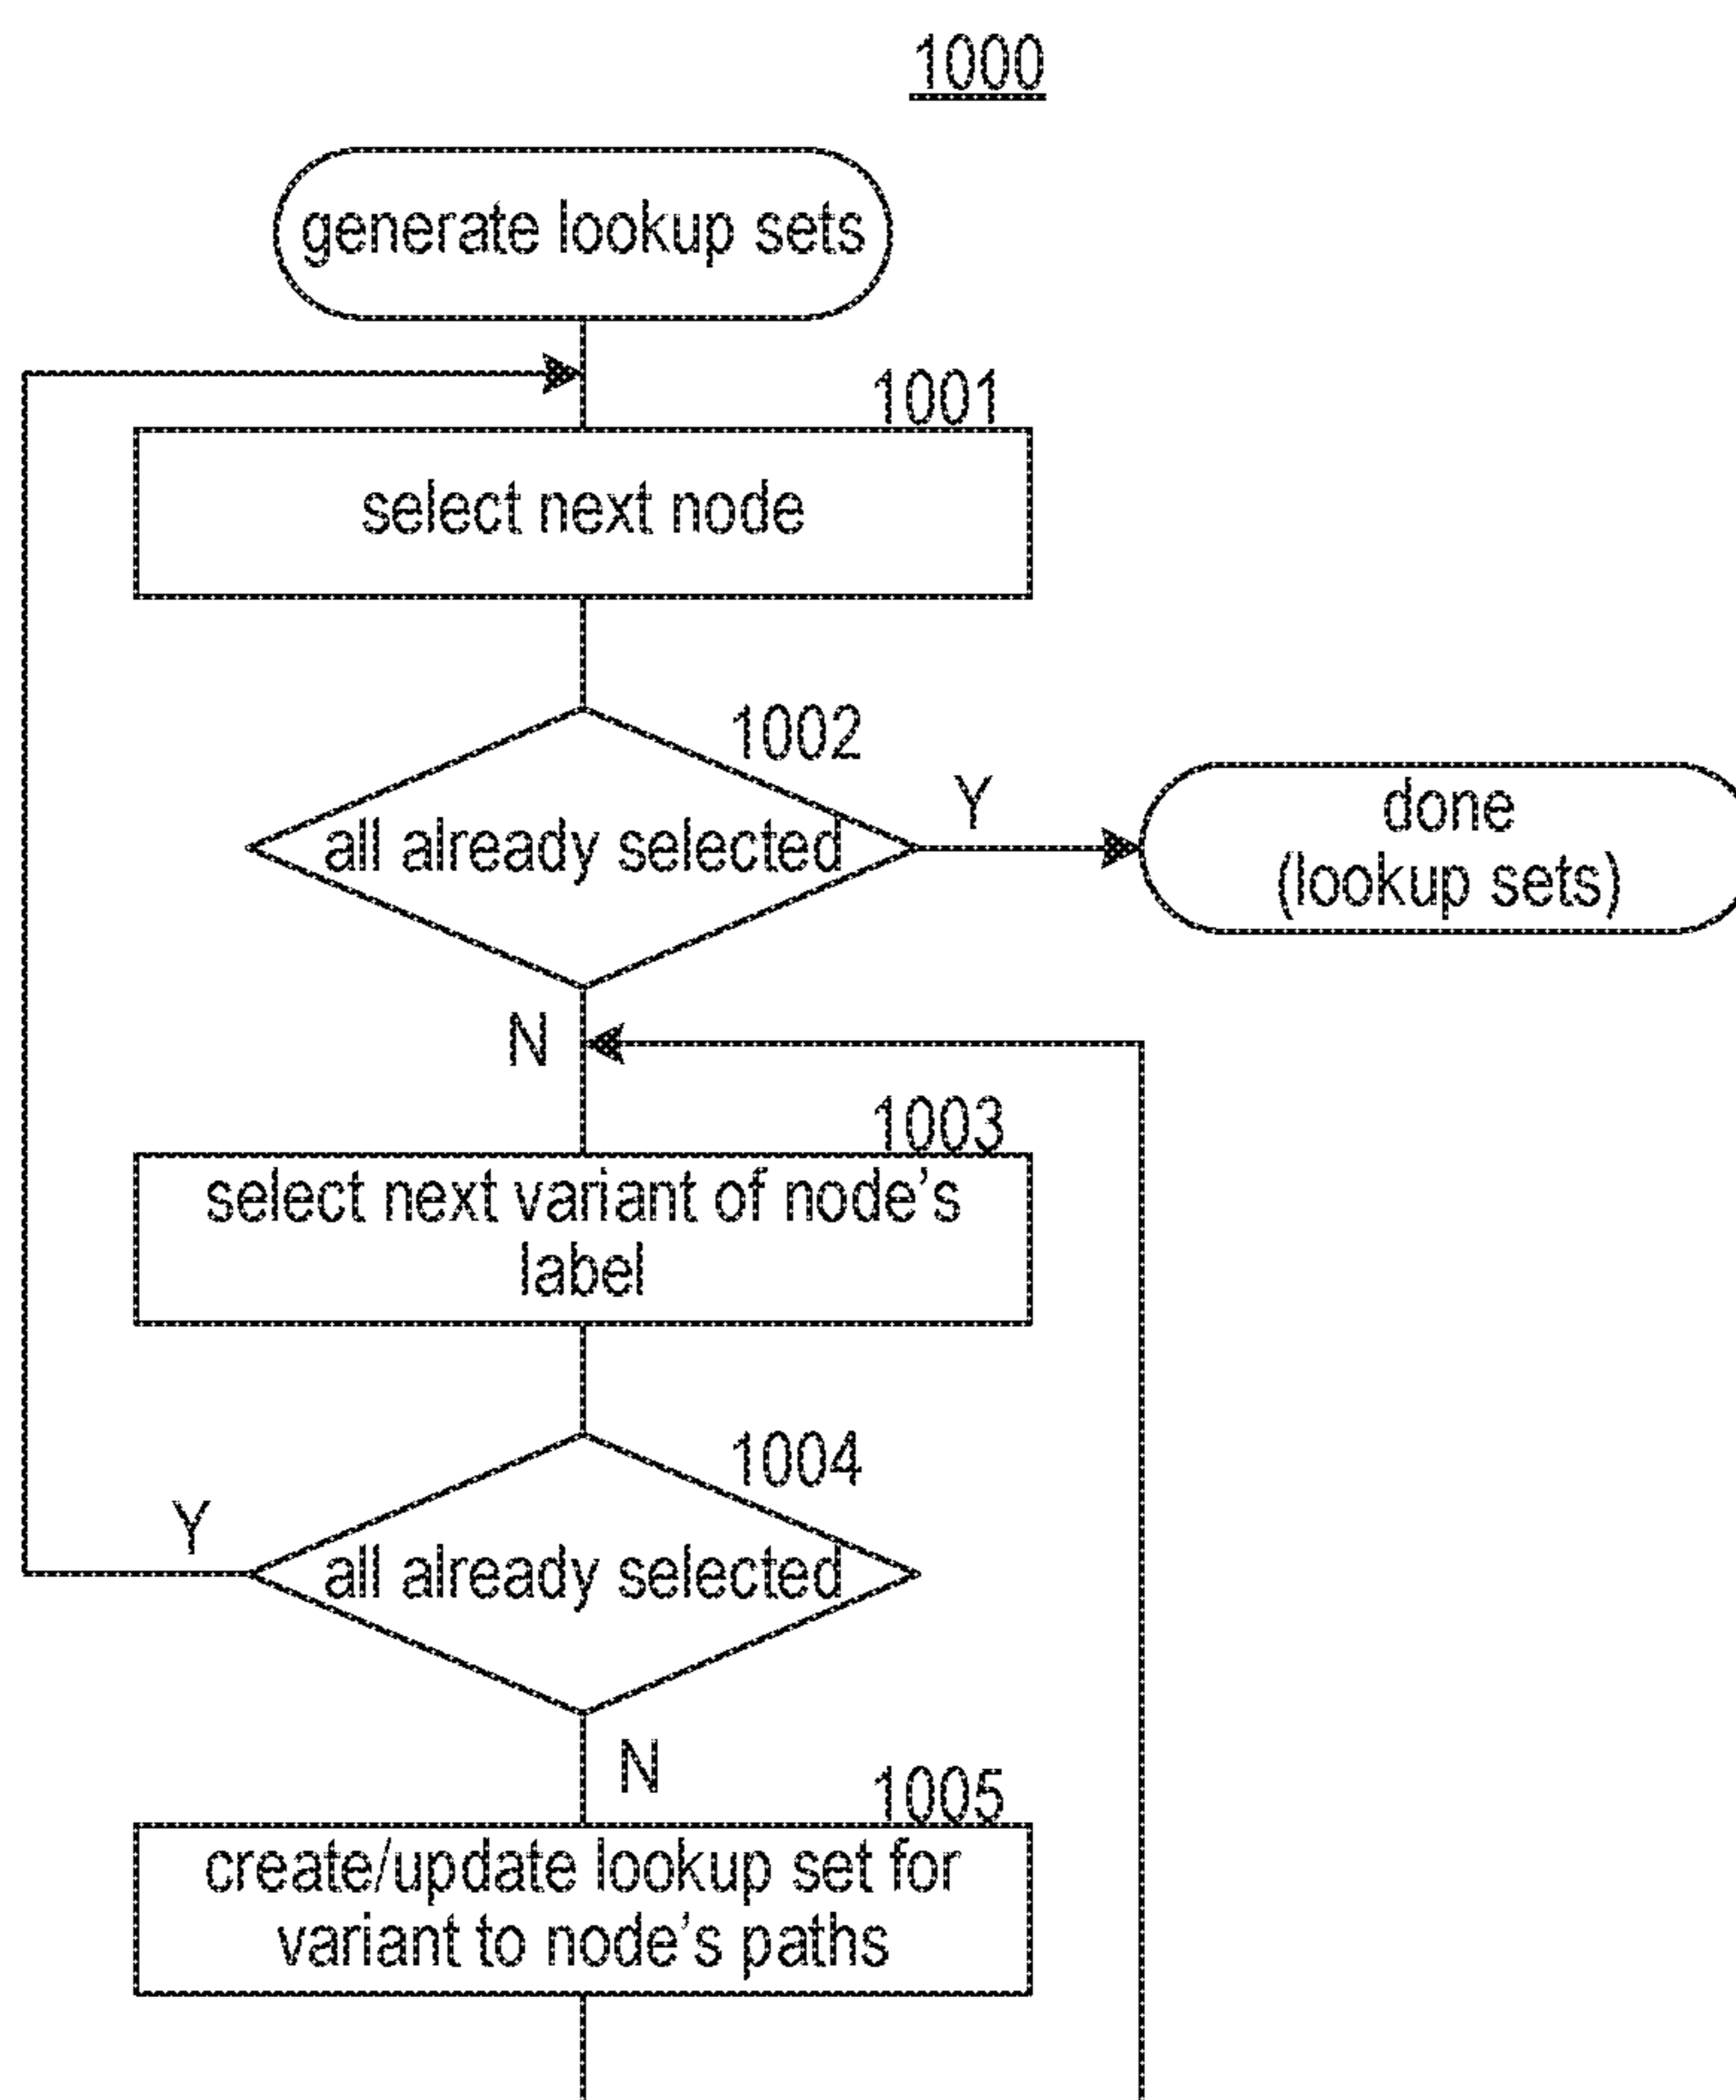 1000
generate lookup sets
1001
select next node
1002
all already selected
Y
done
(lookup sets)
N
1003
select next variant of node's
label
1004
all already selected
Y
N
1005
create/update lookup set for
variant to node's paths